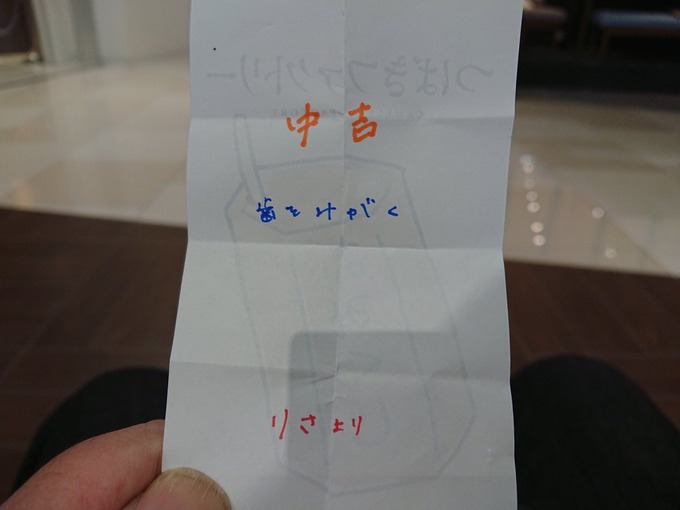 つばきファクトリー
中吉
歯をみがく
りさより